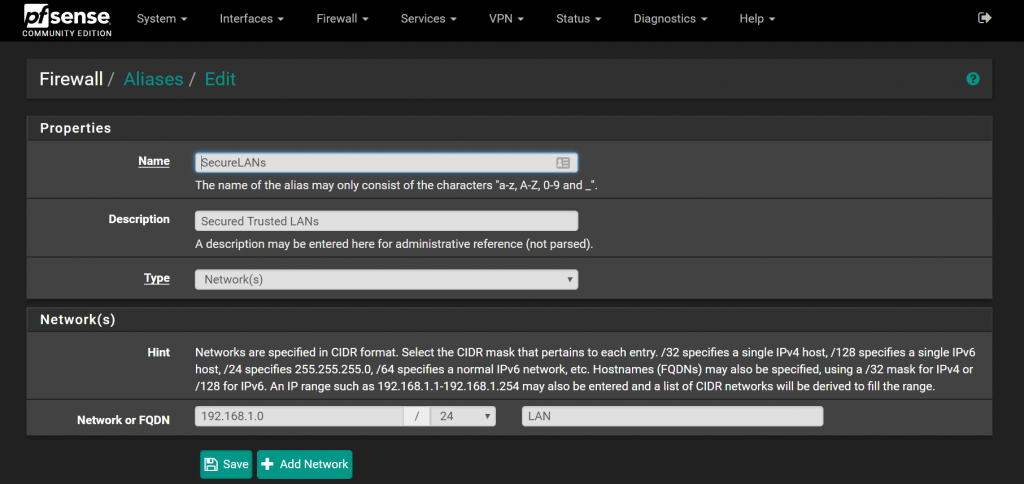 pfsense System Interfaces Firewall Services VPN Status Diagnostics Help
COMMUNITY EDITION
Firewall / Aliases / Edit
Properties
Name SecureLANs
The name of the alias may only consist of the characters "a-z, A-Z, 0-9 and _".
Description Secured Trusted LANs
A description may be entered here for administrative reference (not parsed).
Type Network(s)
Network(s)
Hint Networks are specified in CIDR format. Select the CIDR mask that pertains to each entry. /32 specifies a single IPv4 host, /128 specifies a single IPv6
host, /24 specifies 255.255.255.0, /64 specifies a normal IPv6 network, etc. Hostnames (FQDNs) may also be specified, using a /32 mask for IPv4 or
/128 for IPv6. An IP range such as 192.168.1.1-192.168.1.254 may also be entered and a list of CIDR networks will be derived to fill the range.
Network or FQDN 192.168.1.0 / 24 LAN
Save Add Network